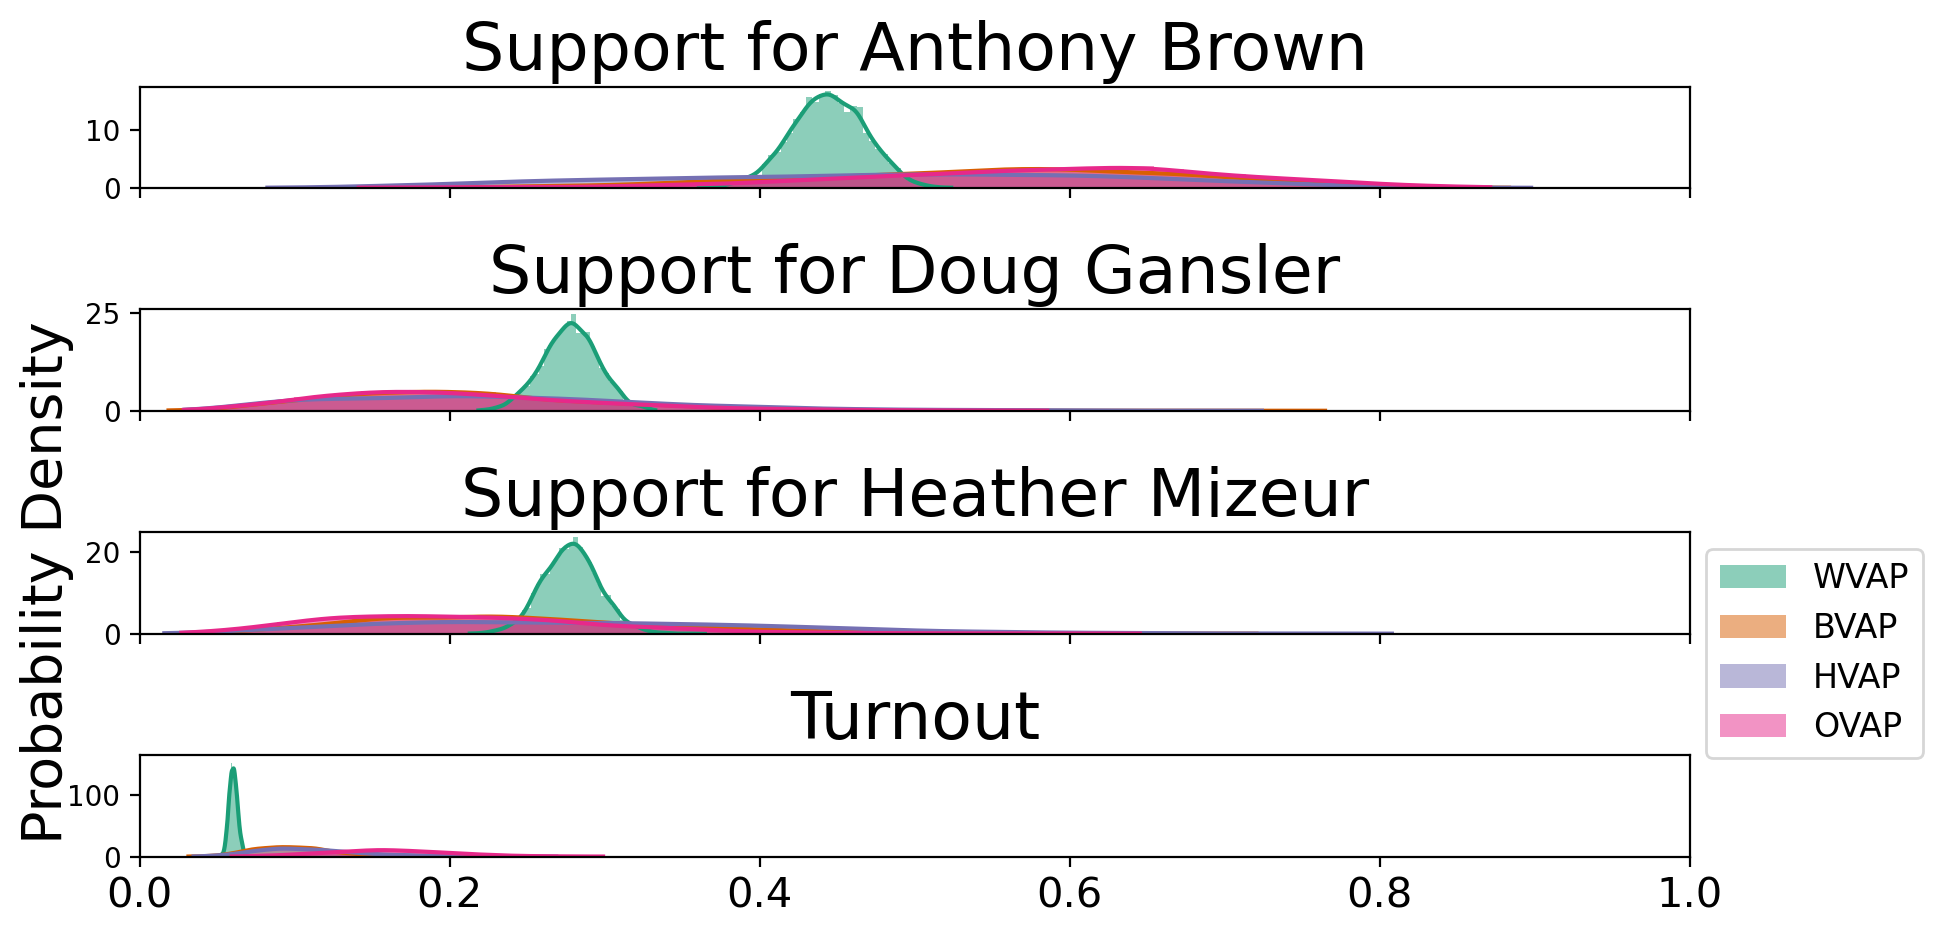 Support for Anthony Brown
10
0
Support for Doug Gansler
25
0
Support for Heather Mizeur
20
0
Turnout
100
0
0.0 0.2 0.4 0.6 0.8 1.0
Probability Density
WVAP
BVAP
HVAP
OVAP